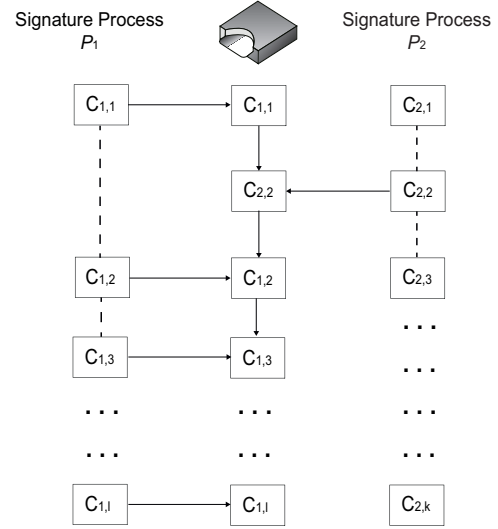 Signature Process Signature Process
P1 P2
C1,1 C1,1 C2,1
C2,2 C2,2
C1,2 C1,2 C2,3
. . .
C1,3 C1,3 . . .
. . . . . . . . .
. . . . . . . . .
C1,l C1,l C2,k